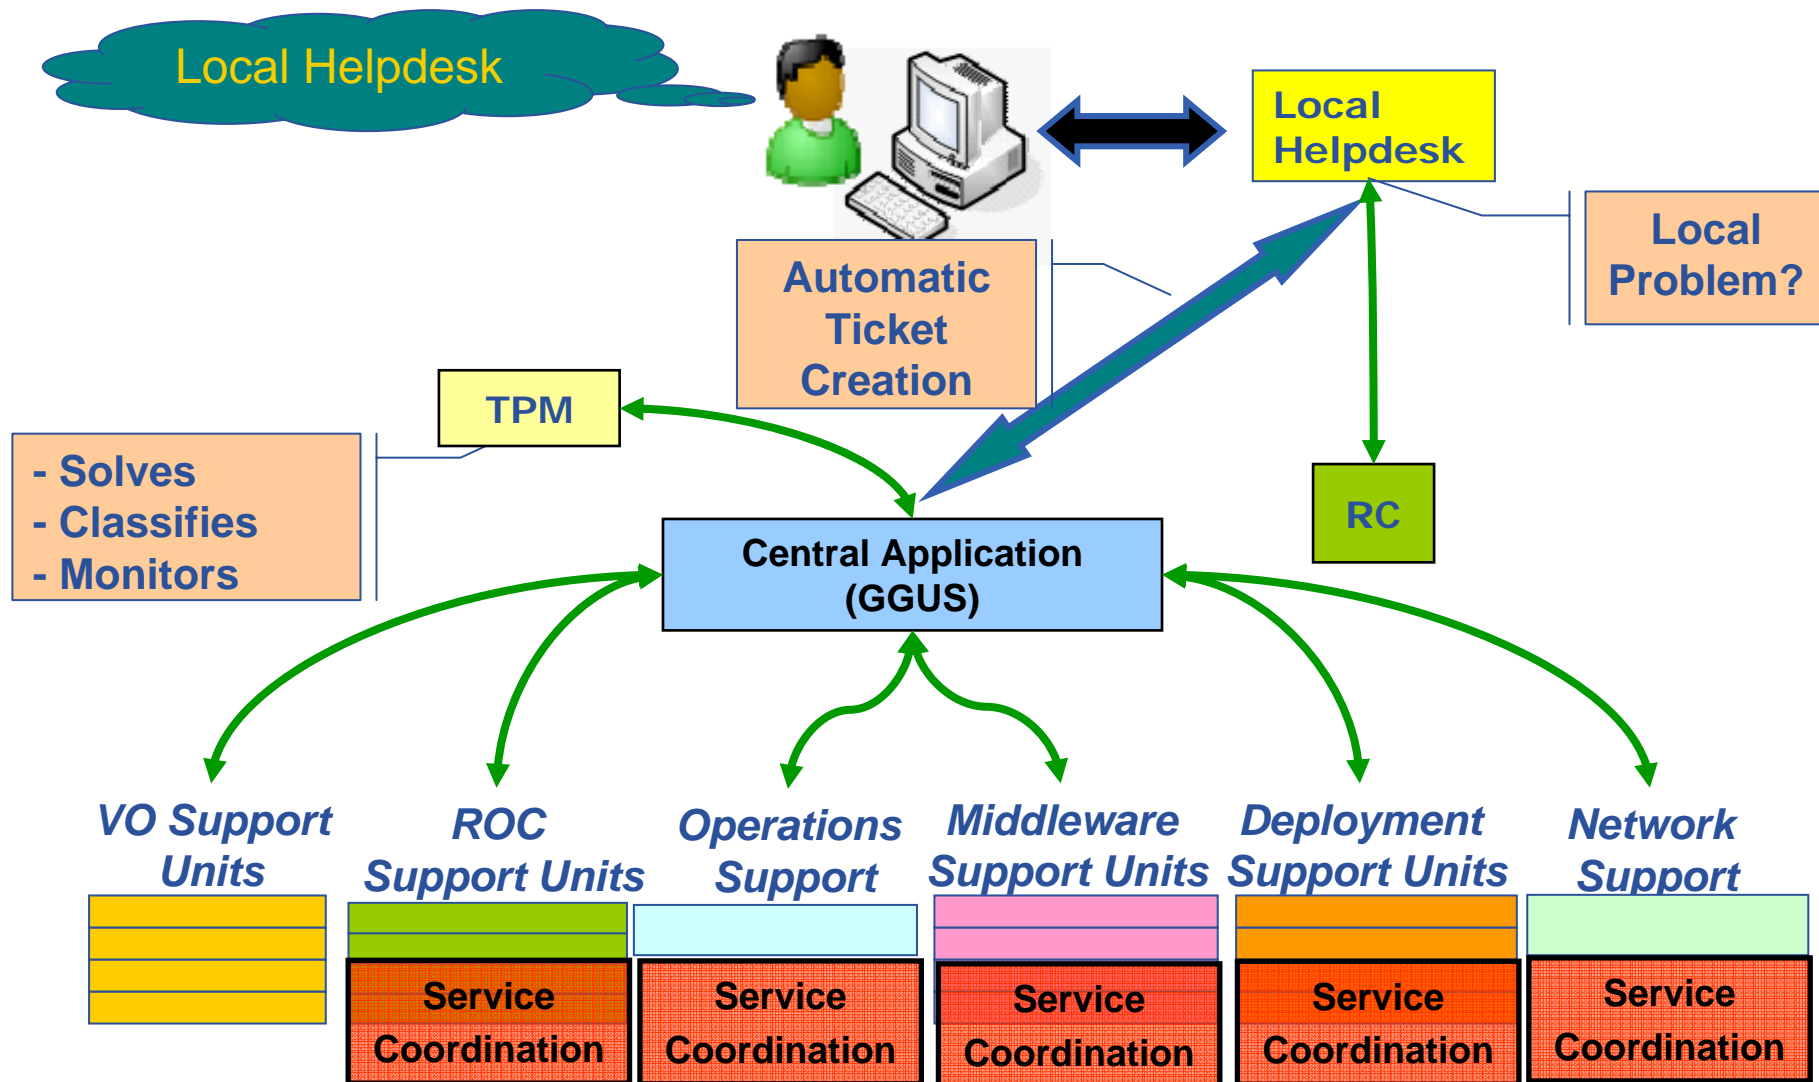 Local Helpdesk
Local
Helpdesk
Local
Problem?
Automatic
Ticket
Creation
TPM
- Solves
- Classifies
- Monitors
RC
Central Application
(GGUS)
VO Support
Units
ROC
Support Units
Operations
Support
Middleware
Support Units
Deployment
Support Units
Network
Support
Service
Coordination
Service
Coordination
Service
Coordination
Service
Coordination
Service
Coordination